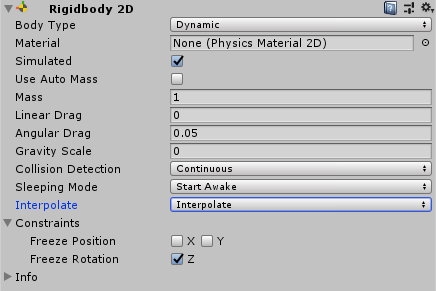 Rigidbody 2D
Body Type Dynamic
Material None (Physics Material 2D)
Simulated
Use Auto Mass
Mass 1
Linear Drag 0
Angular Drag 0.05
Gravity Scale 0
Collision Detection Continuous
Sleeping Mode Start Awake
Interpolate Interpolate
Constraints
Freeze Position X Y
Freeze Rotation Z
Info